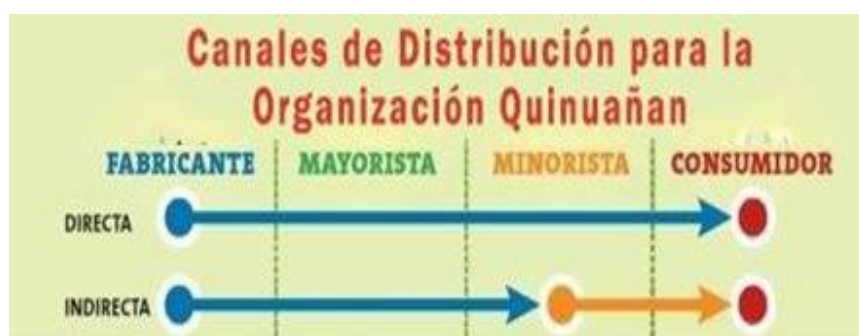 Canales de Distribución para la
Organización Quinuañan
FABRICANTE MAYORISTA MINORISTA CONSUMIDOR
DIRECTA
INDIRECTA